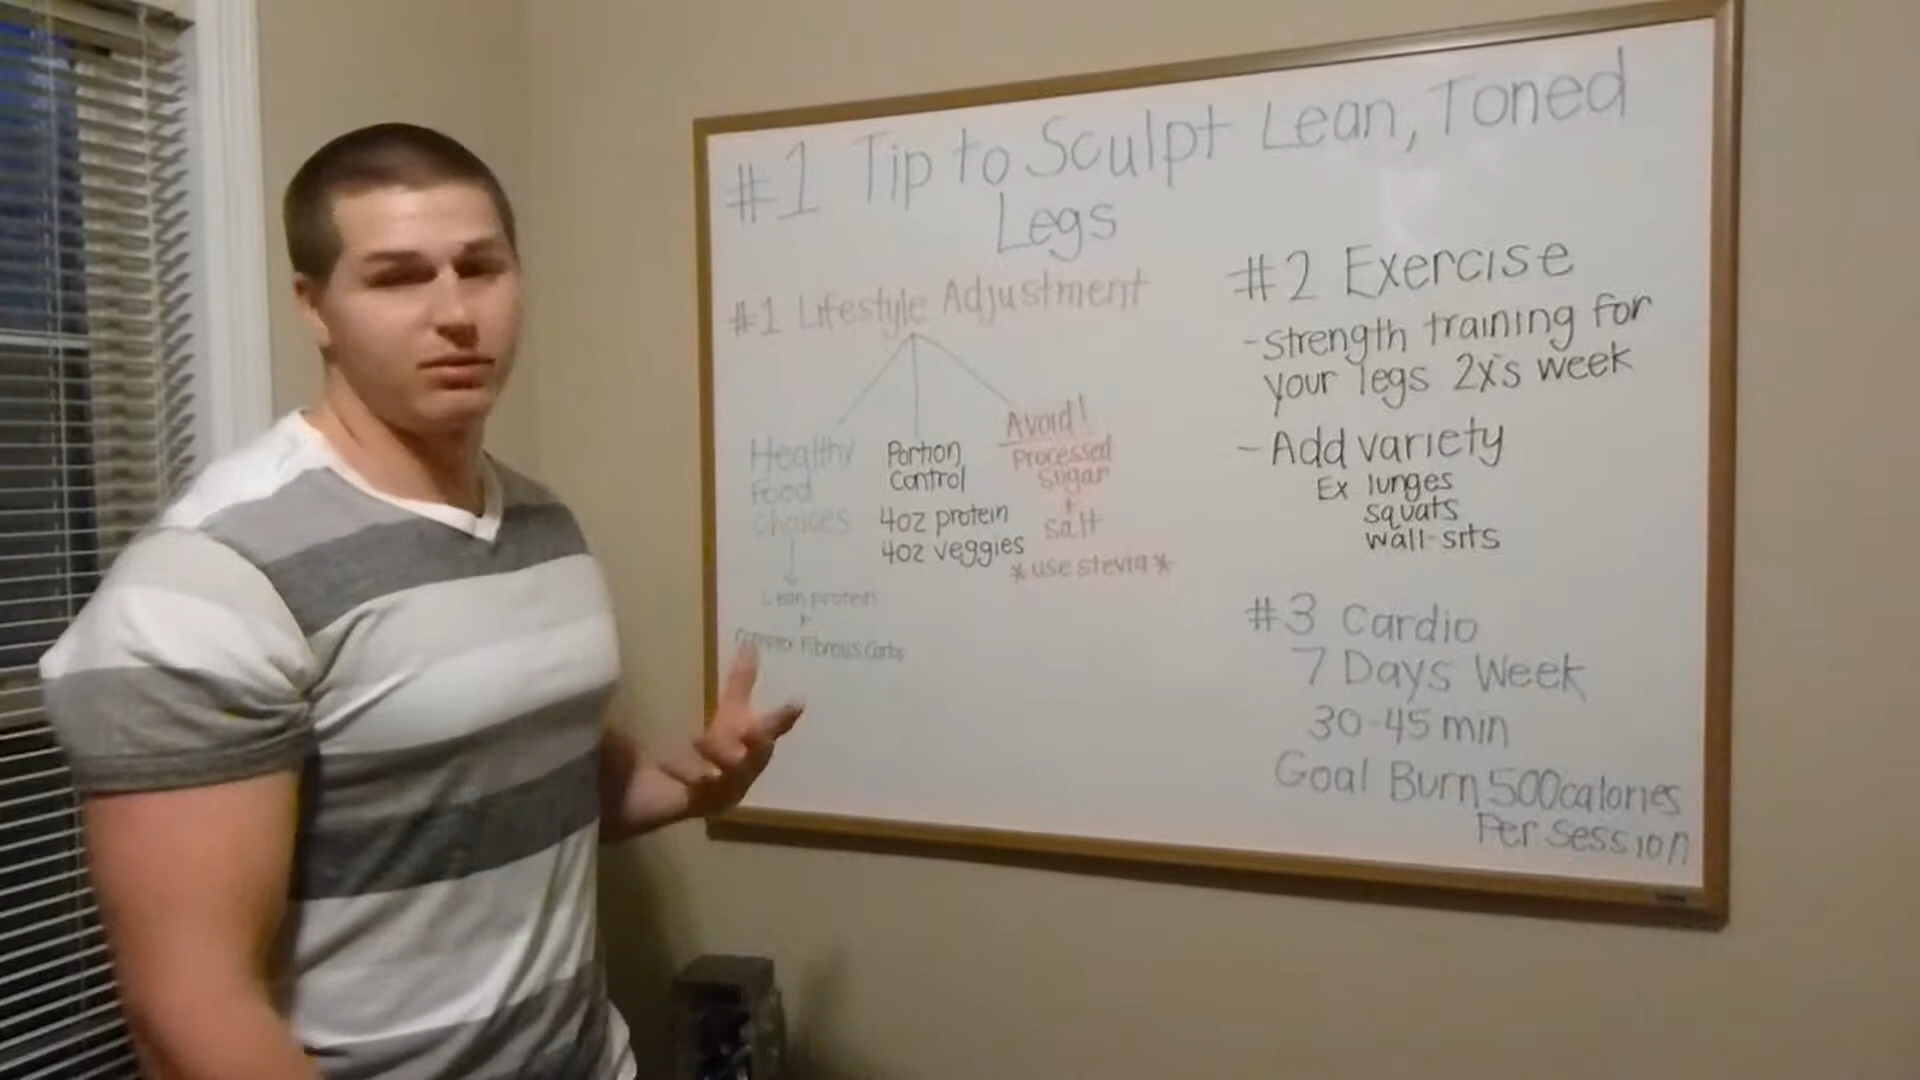 #1 Tip to Sculpt Lean, Toned
Legs
#1 Lifestyle Adjustment
Healthy
Food
Choices
Lean protein
+
Complex Fibrous Carbs
Portion
Control
4oz protein
4oz veggies
Avoid!
Processed
Sugar
+
salt
*use stevia*
#2 Exercise
-strength training for
your legs 2x's week
- Add variety
Ex lunges
squats
wall-sits
#3 Cardio
7 Days Week
30-45 min
Goal Burn 500calories
Per session